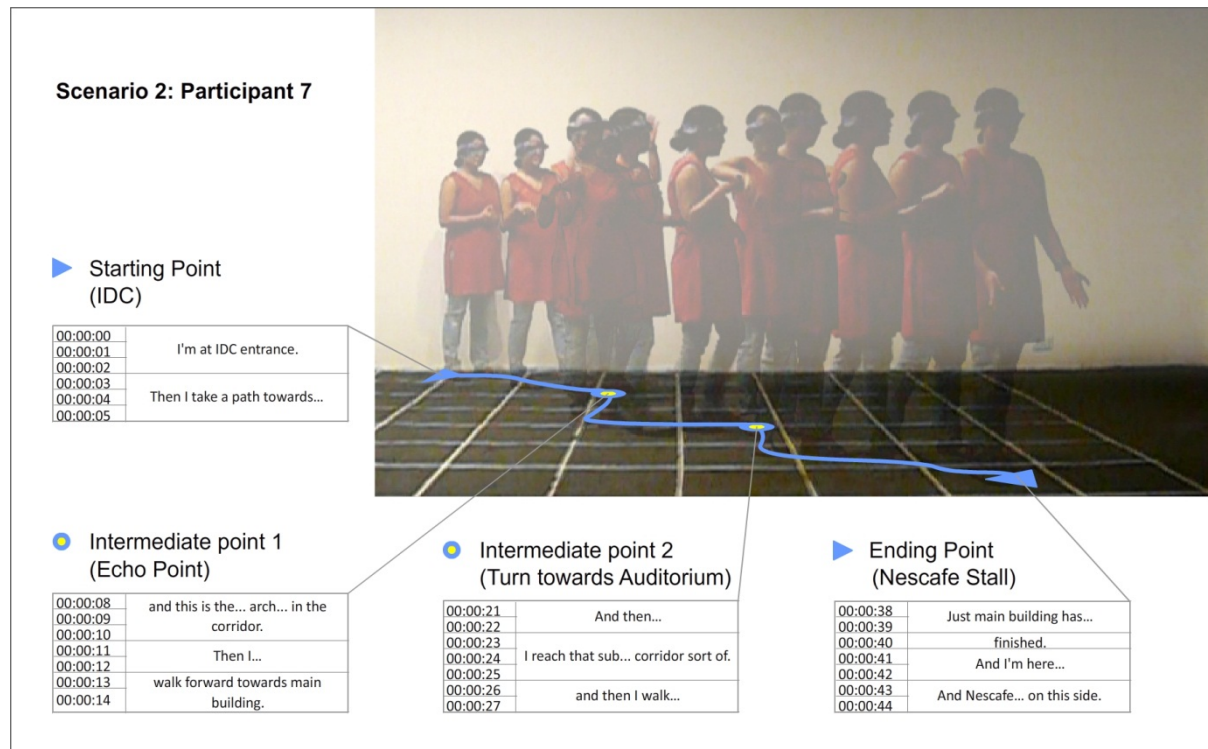 Scenario 2: Participant 7
Starting Point
(IDC)
00:00:00
00:00:01
00:00:02
I'm at IDC entrance.
00:00:03
00:00:04
00:00:05
Then I take a path towards...
Intermediate point 1
(Echo Point)
00:00:08
00:00:09
00:00:10
and this is the... arch... in the
corridor.
00:00:11
00:00:12
Then I...
00:00:13
00:00:14
walk forward towards main
building.
Intermediate point 2
(Turn towards Auditorium)
00:00:21
00:00:22
And then...
00:00:23
00:00:24
00:00:25
I reach that sub... corridor sort of.
00:00:26
00:00:27
and then I walk...
Ending Point
(Nescafe Stall)
00:00:38
00:00:39
Just main building has...
00:00:40
finished.
00:00:41
00:00:42
And I'm here...
00:00:43
00:00:44
And Nescafe... on this side.